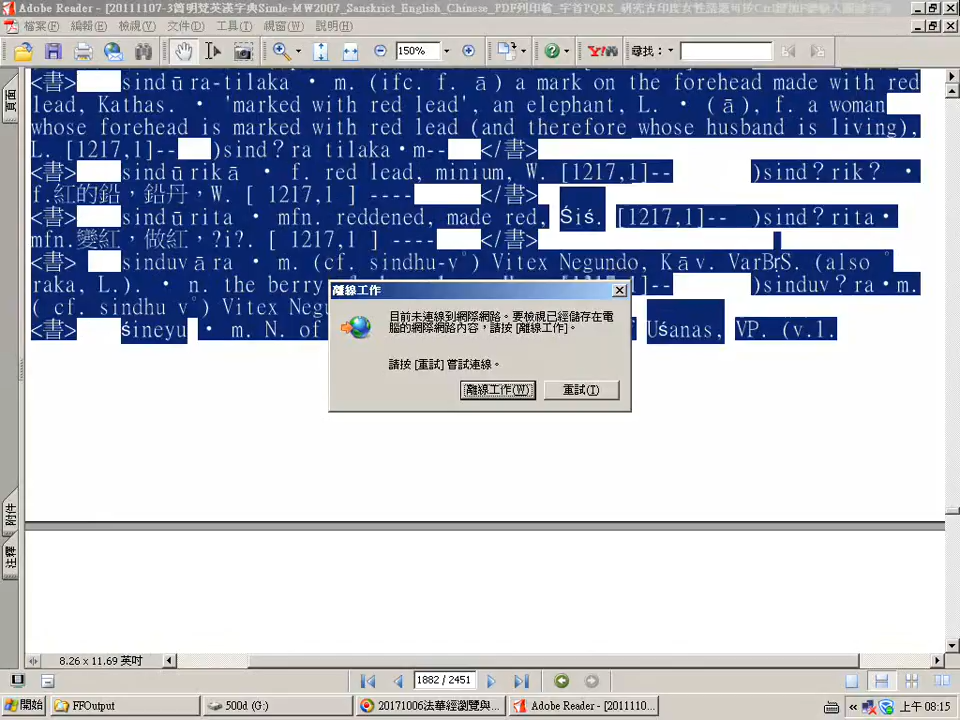 Adobe Reader - [20111107-3簡明梵英漢字典Simle-MW2007_Sanskrict_English_Chinese_PDF列印檔_字首PQRS_研究古印度女性議題可按Ctrl
檔案(F) 編輯(E) 檢視(V) 文件(D) 工具(T) 視窗(W) 說明(H)
150% 尋找：
頁面
<書> sindūra-tilaka ‧ m. (ifc. f. ā) a mark on the forehead made with red
lead, Kathas. ‧ 'marked with red lead', an elephant, L. ‧ (ā), f. a woman
whose forehead is marked with red lead (and therefore whose husband is living),
L. [1217,1]-- )sind?ra tilaka‧m-- </書>
<書> sindūrikā ‧ f. red lead, minium, W. [1217,1]-- )sind?rik? ‧
f.紅的鉛，鉛丹，W. [ 1217,1 ] ---- </書>
<書> sindūrita ‧ mfn. reddened, made red, Śiś. [1217,1]-- )sind?rita‧
mfn.變紅，做紅，?i?. [ 1217,1 ] ---- </書>
<書> sinduvāra ‧ m. (cf. sindhu-v˚) Vitex Negundo, Kāv. VarBrS. (also ˚
raka, L.). ‧ n. the berry )sinduv?ra‧m.
( cf. sindhu v˚) Vitex Negu
<書> śineyu ‧ m. N. of Uśanas, VP. (v.l.
離線工作
目前未連線到網際網路。要檢視已經儲存在電
腦的網際網路內容，請按 [離線工作]。
請按 [重試] 嘗試連線。
離線工作(W) 重試(T)
附件
注釋
8.26 x 11.69 英吋
1882 / 2451
開始 FFOutput 500d (G:) 20171006法華經瀏覽與... Adobe Reader - [2011110... 上午 08:15